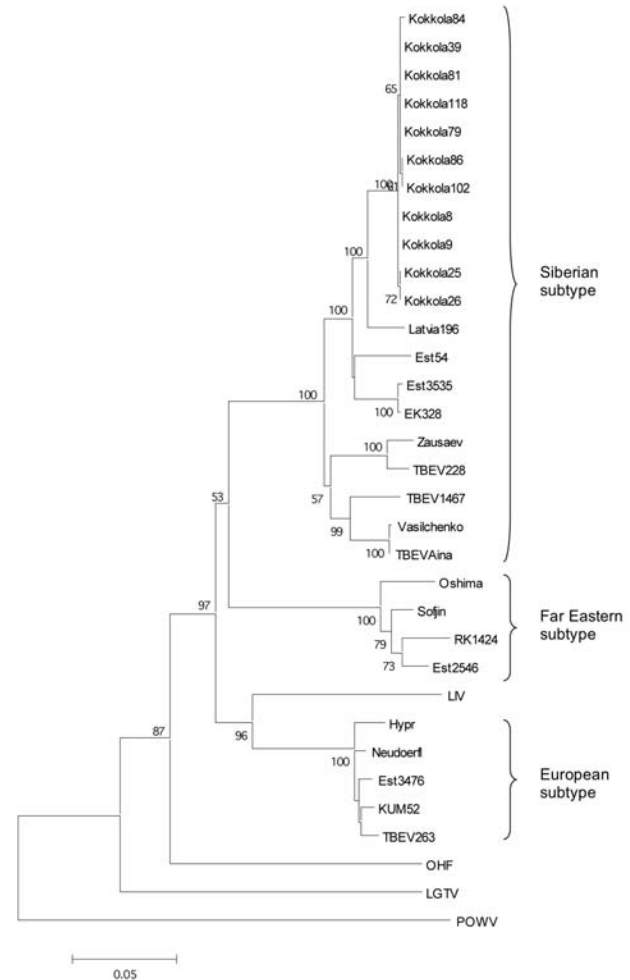 Kokkola84
Kokkola39
Kokkola81
65
Kokkola118
Kokkola79
Kokkola86
100
61
Kokkola102
Kokkola8
Kokkola9
100
Kokkola25
Siberian
subtype
72
Kokkola26
100
Latvia196
Est54
Est3535
100
EK328
100
Zausaev
100
TBEV228
53
57
TBEV1467
99
Vasilchenko
100
TBEVAina
Oshima
97
100
Sofjin
Far Eastern
subtype
79
RK1424
73
Est2546
LIV
87
96
Hypr
100
Neudoerfl
Est3476
European
subtype
KUM52
TBEV263
OHF
LGTV
POWV
0.05